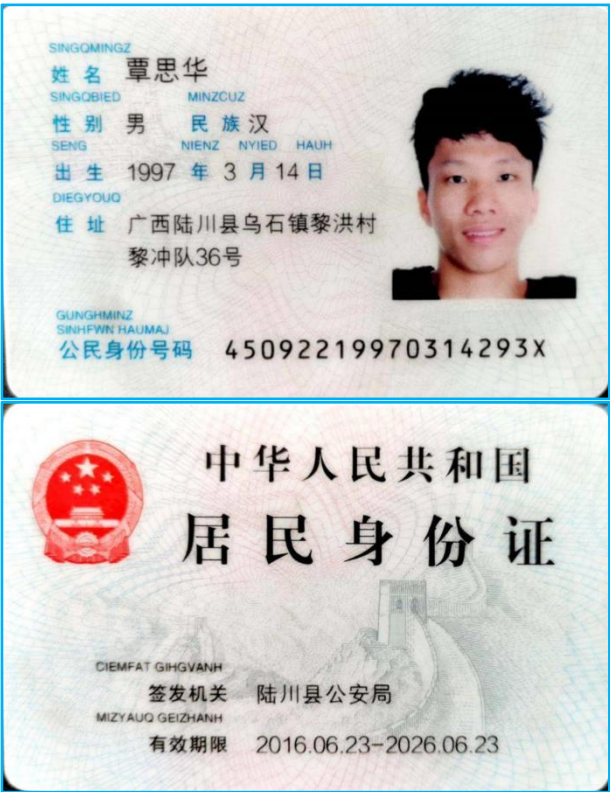 SINGQMINGZ
姓名 覃思华
SINGQBIED MINZCUZ
性别 男 民族 汉
SENG NIENZ NYIED HAUH
出生 1997 年 3 月 14 日
DIEGYOUQ
住址 广西陆川县乌石镇黎洪村
黎冲队36号
GUNGHMINZ
SINHFWN HAUMAJ
公民身份号码 45092219970314293X
中华人民共和国
居民身份证
CIEMFAT GIHGVANH
签发机关 陆川县公安局
MIZYAUQ GEIZHANH
有效期限 2016.06.23-2026.06.23